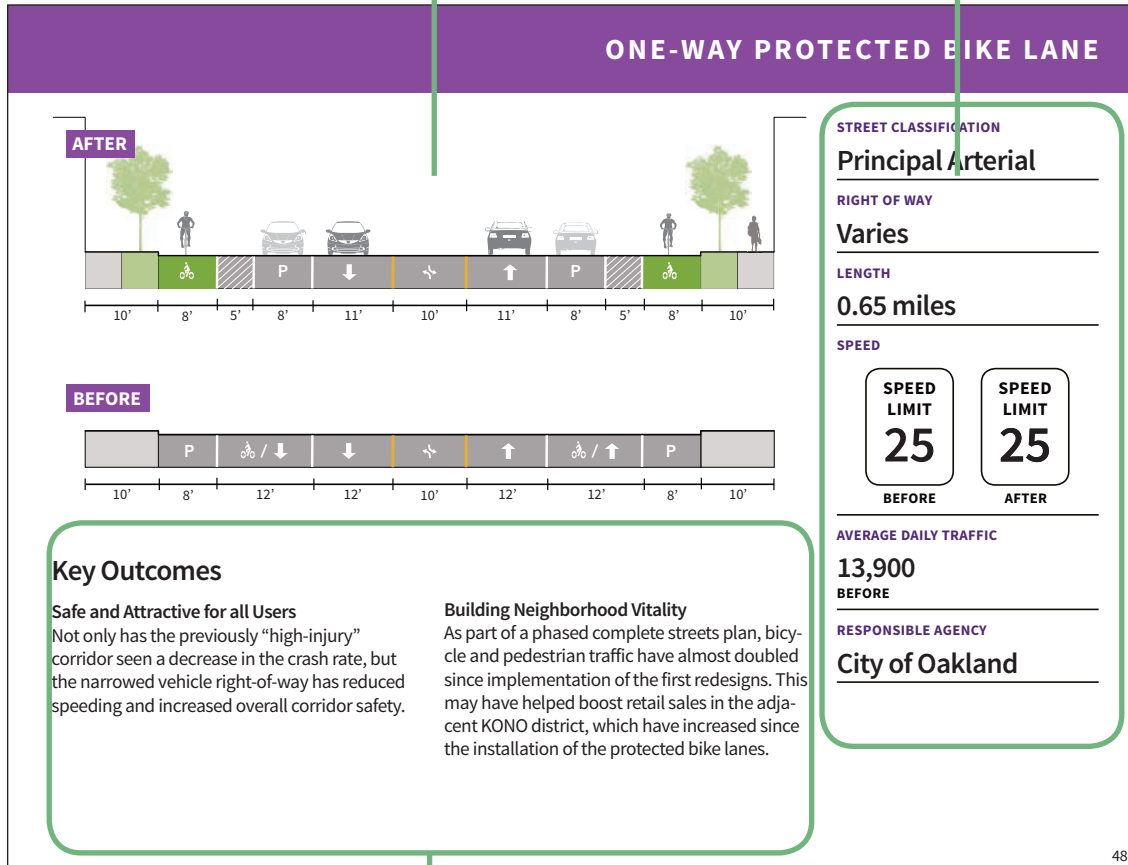 ONE-WAY PROTECTED BIKE LANE
AFTER
P
P
10’ 8’ 5’ 8’ 11’ 10’ 11’ 8’ 5’ 8’ 10’
BEFORE
P / / P
10’ 8’ 12’ 12’ 10’ 12’ 12’ 8’ 10’
Key Outcomes
Safe and Attractive for all Users
Not only has the previously “high-injury”
corridor seen a decrease in the crash rate, but
the narrowed vehicle right-of-way has reduced
speeding and increased overall corridor safety.
Building Neighborhood Vitality
As part of a phased complete streets plan, bicy-
cle and pedestrian traffic have almost doubled
since implementation of the first redesigns. This
may have helped boost retail sales in the adja-
cent KONO district, which have increased since
the installation of the protected bike lanes.
STREET CLASSIFICATION
Principal Arterial
RIGHT OF WAY
Varies
LENGTH
0.65 miles
SPEED
SPEED
LIMIT
25
BEFORE
SPEED
LIMIT
25
AFTER
AVERAGE DAILY TRAFFIC
13,900
BEFORE
RESPONSIBLE AGENCY
City of Oakland
48